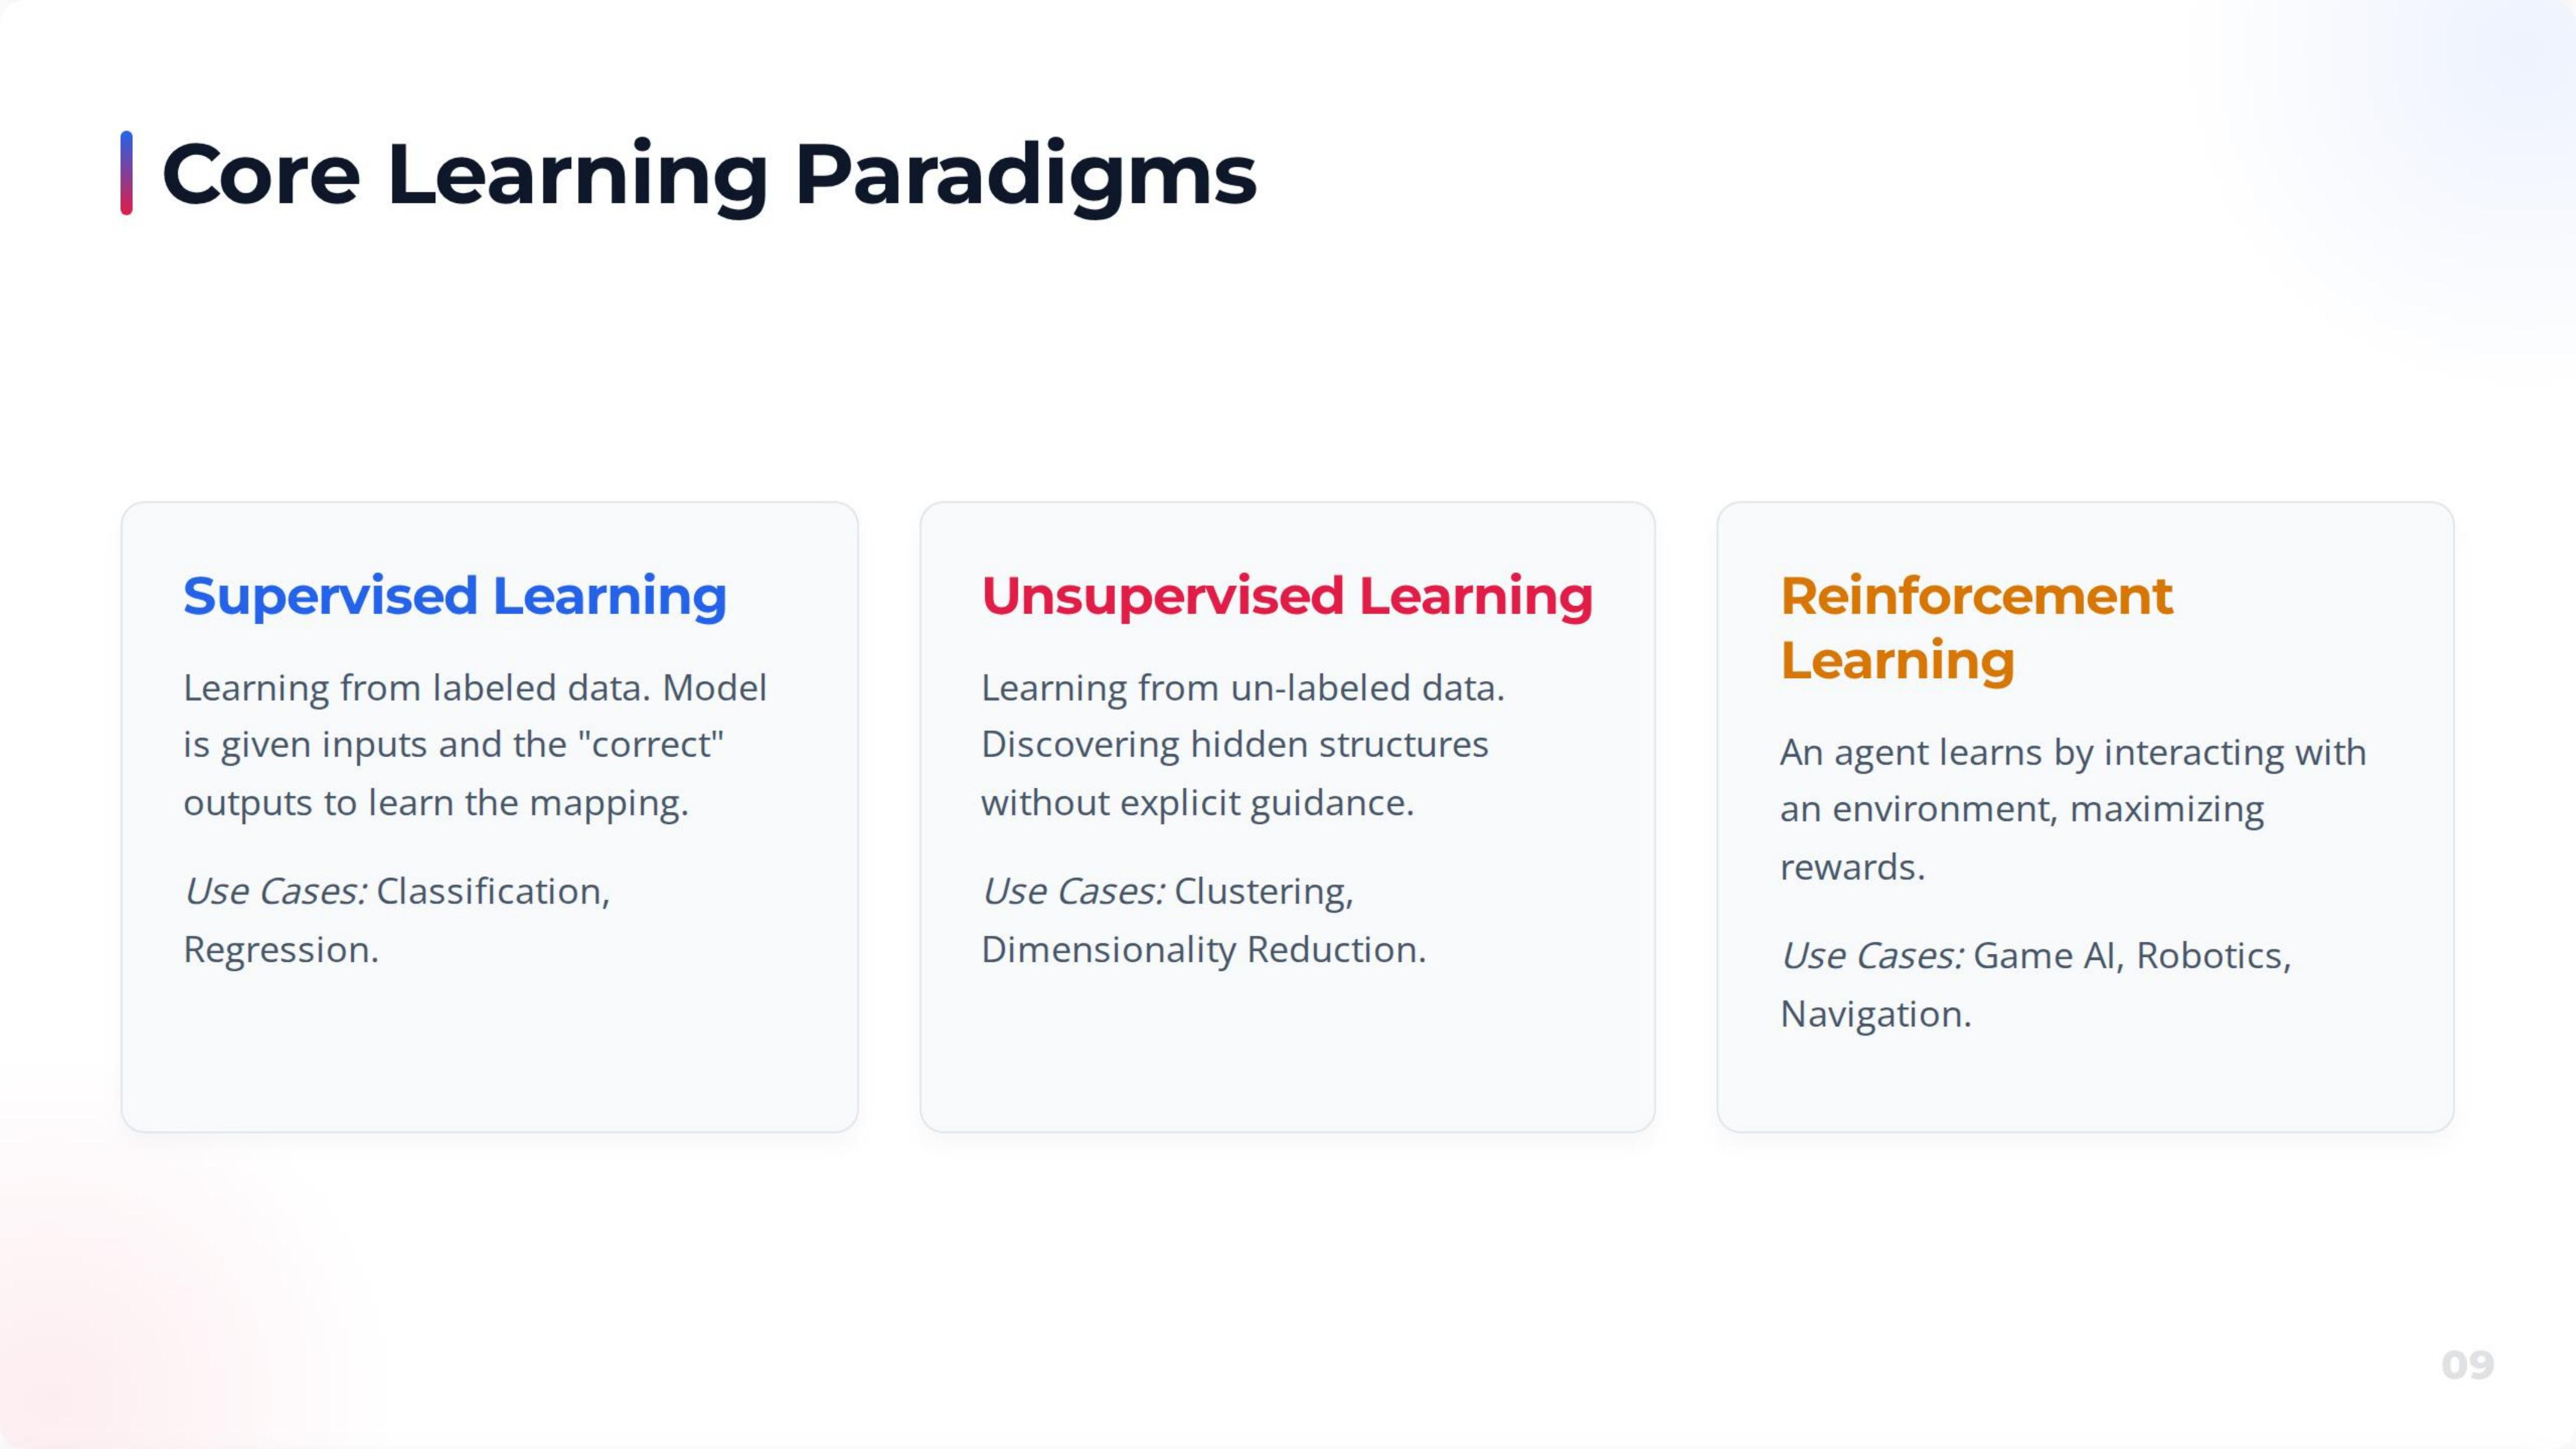 Core Learning Paradigms
Supervised Learning
Learning from labeled data. Model
is given inputs and the "correct"
outputs to learn the mapping.
Use Cases: Classification,
Regression.
Unsupervised Learning
Learning from un-labeled data.
Discovering hidden structures
without explicit guidance.
Use Cases: Clustering,
Dimensionality Reduction.
Reinforcement
Learning
An agent learns by interacting with
an environment, maximizing
rewards.
Use Cases: Game AI, Robotics,
Navigation.
09